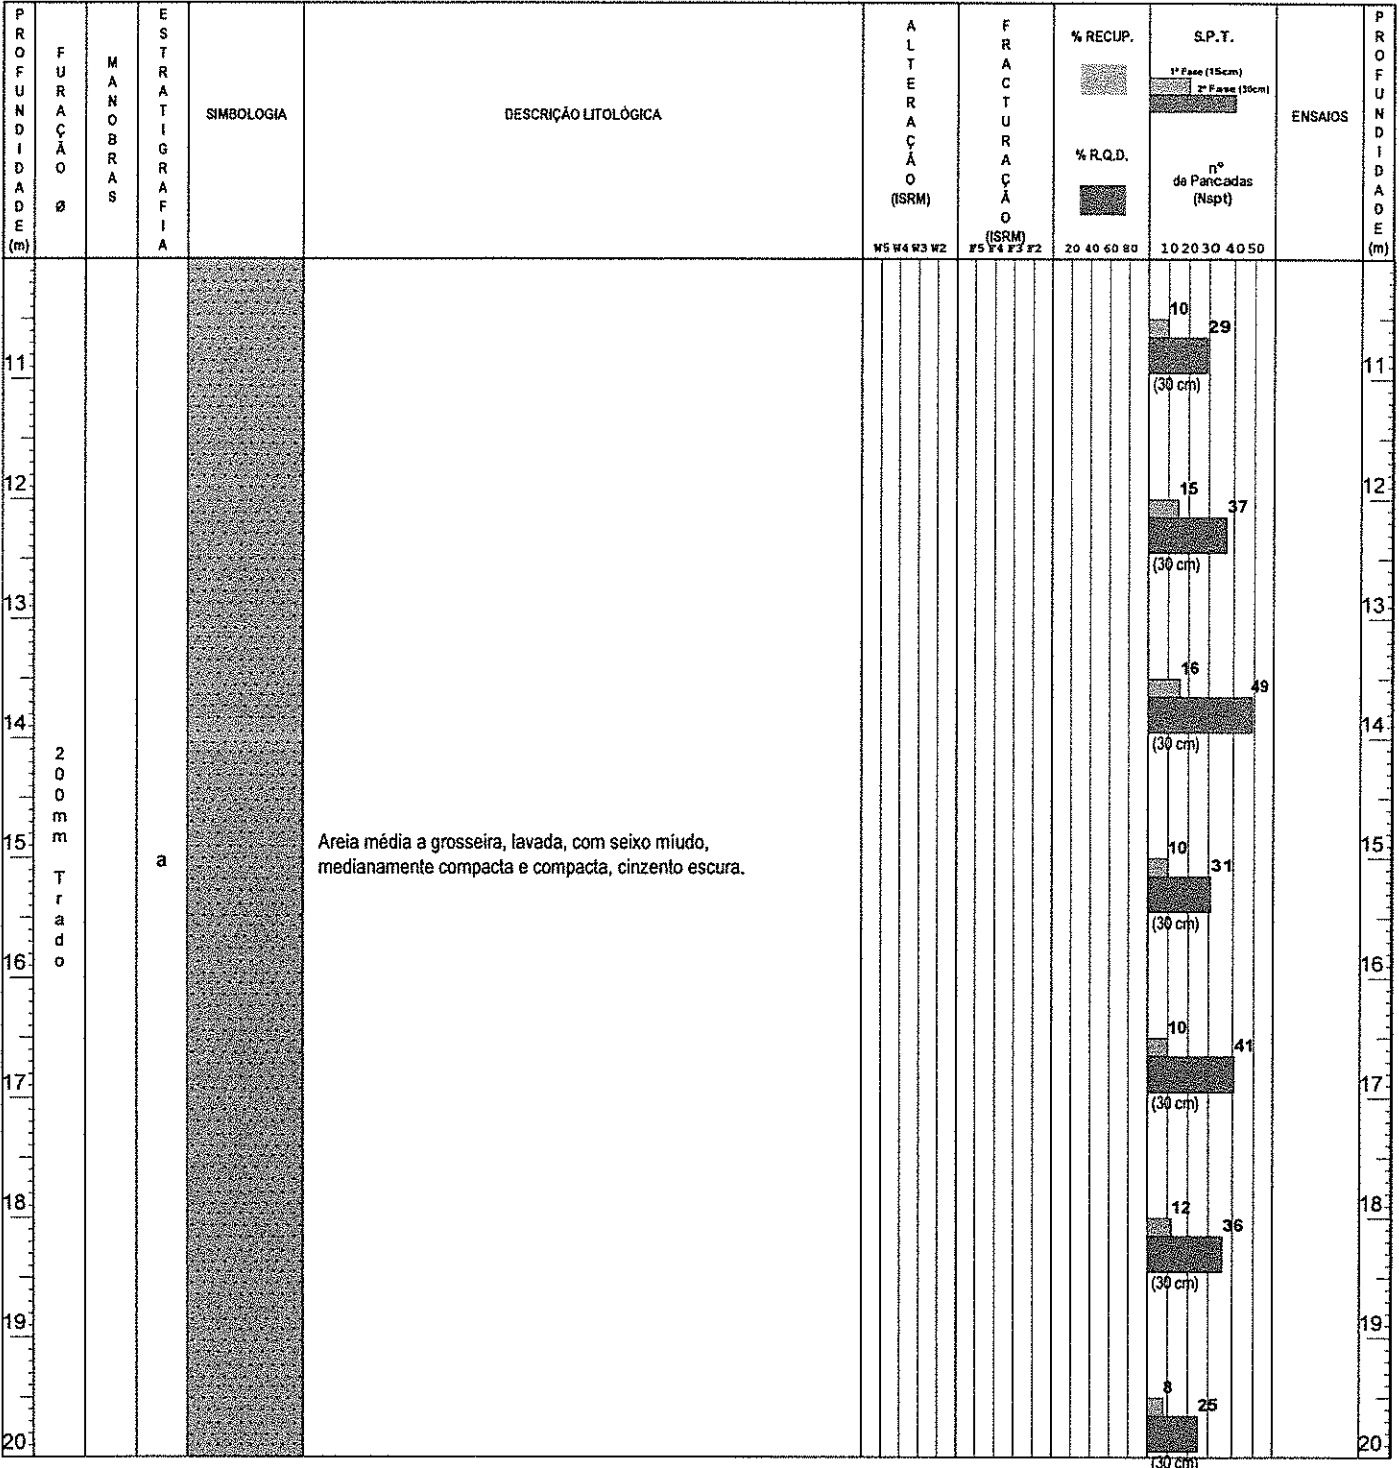 PROFUNDIDADE (m)
FURAÇÃO Ø
MANOBRAS
ESTRATIGRAFIA
SIMBOLOGIA
DESCRIÇÃO LITOLÓGICA
ALTERAÇÃO (ISRM)
W5 W4 W3 W2
FRACTURAÇÃO (ISRM)
F5 F4 F3 F2
% RECUP.
% R.Q.D.
20 40 60 80
S.P.T.
1ª Fase (15cm)
2ª Fase (30cm)
nº
de Pancadas
(Nspt)
10 20 30 40 50
ENSAIOS
PROFUNDIDADE (m)
10
29
11
11
(30 cm)
12
12
15
37
(30 cm)
13
13
16
49
14
14
(30 cm)
200mm Trado
a
Areia média a grosseira, lavada, com seixo míudo,
medianamente compacta e compacta, cinzento escura.
15
15
10
31
(30 cm)
16
16
10
41
17
17
(30 cm)
18
18
12
36
(30 cm)
19
19
8
25
20
20
(30 cm)